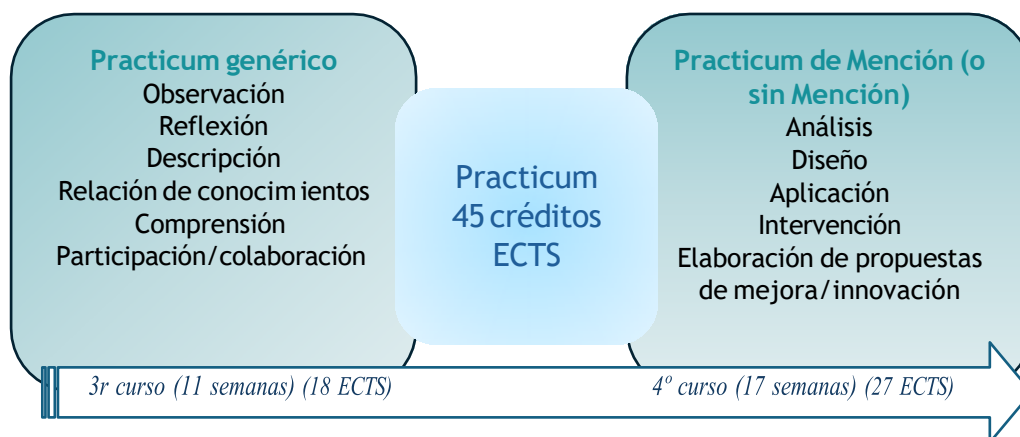 Practicum genérico
Observación
Reflexión
Descripción
Relación de conocim ientos
Comprensión
Participación/colaboración
Practicum
45 créditos
ECTS
Practicum de Mención (o
sin Mención)
Análisis
Diseño
Aplicación
Intervención
Elaboración de propuestas
de mejora/innovación
3r curso (11 semanas) (18 ECTS)
4º curso (17 semanas) (27 ECTS)